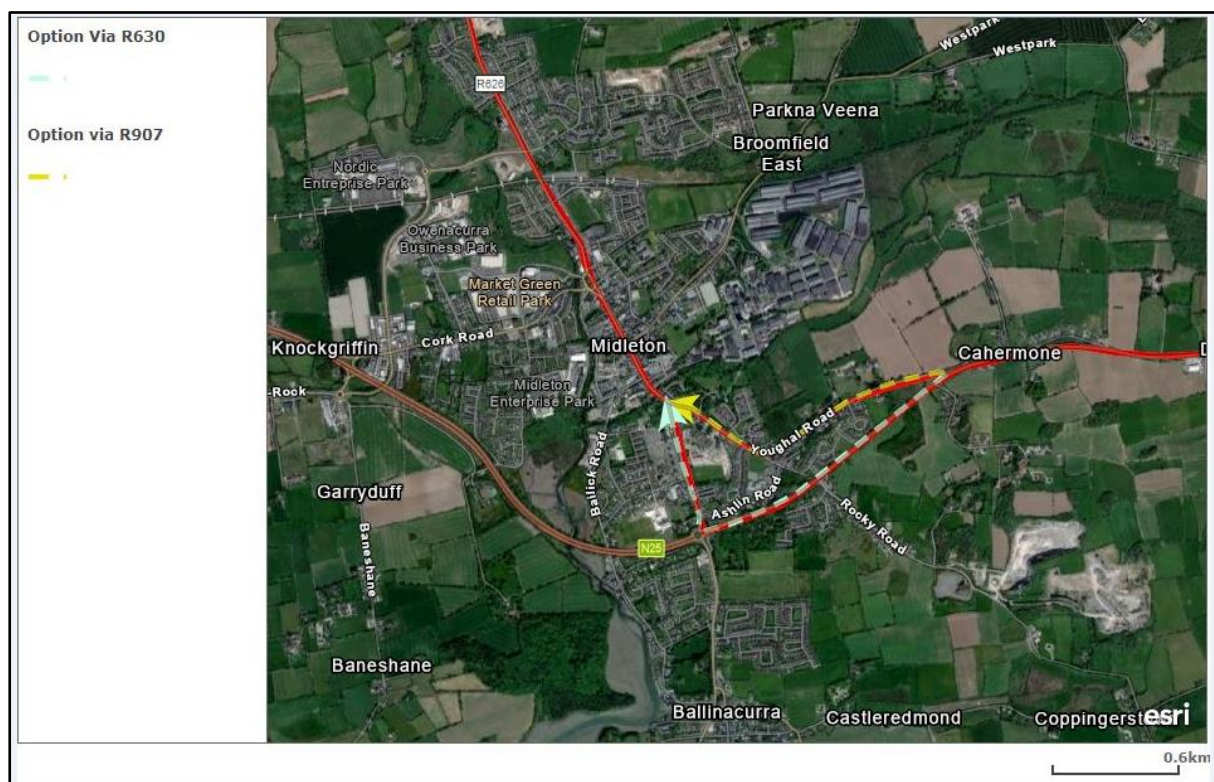 Option Via R630
Option via R907
Westpark
Westpark
R626
Parkna Veena
Broomfield
East
Nordic
Entreprise Park
Owenacurra
Business Park
Market Green
Retail Park
Cork Road
Knockgriffin
Midleton
Cahermone
D
-Rock
Midleton
Enterprise Park
Youghal Road
Bailick Road
Ashlin Road
Rocky Road
Garryduff
N25
Baneshane
Baneshane
Ballinacurra
Castleredmond
Coppingerst
esri
0.6km